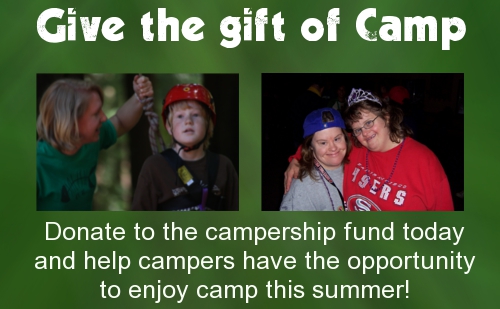 Give the gift of Camp
49ERS
Donate to the campership fund today
and help campers have the opportunity
to enjoy camp this summer!